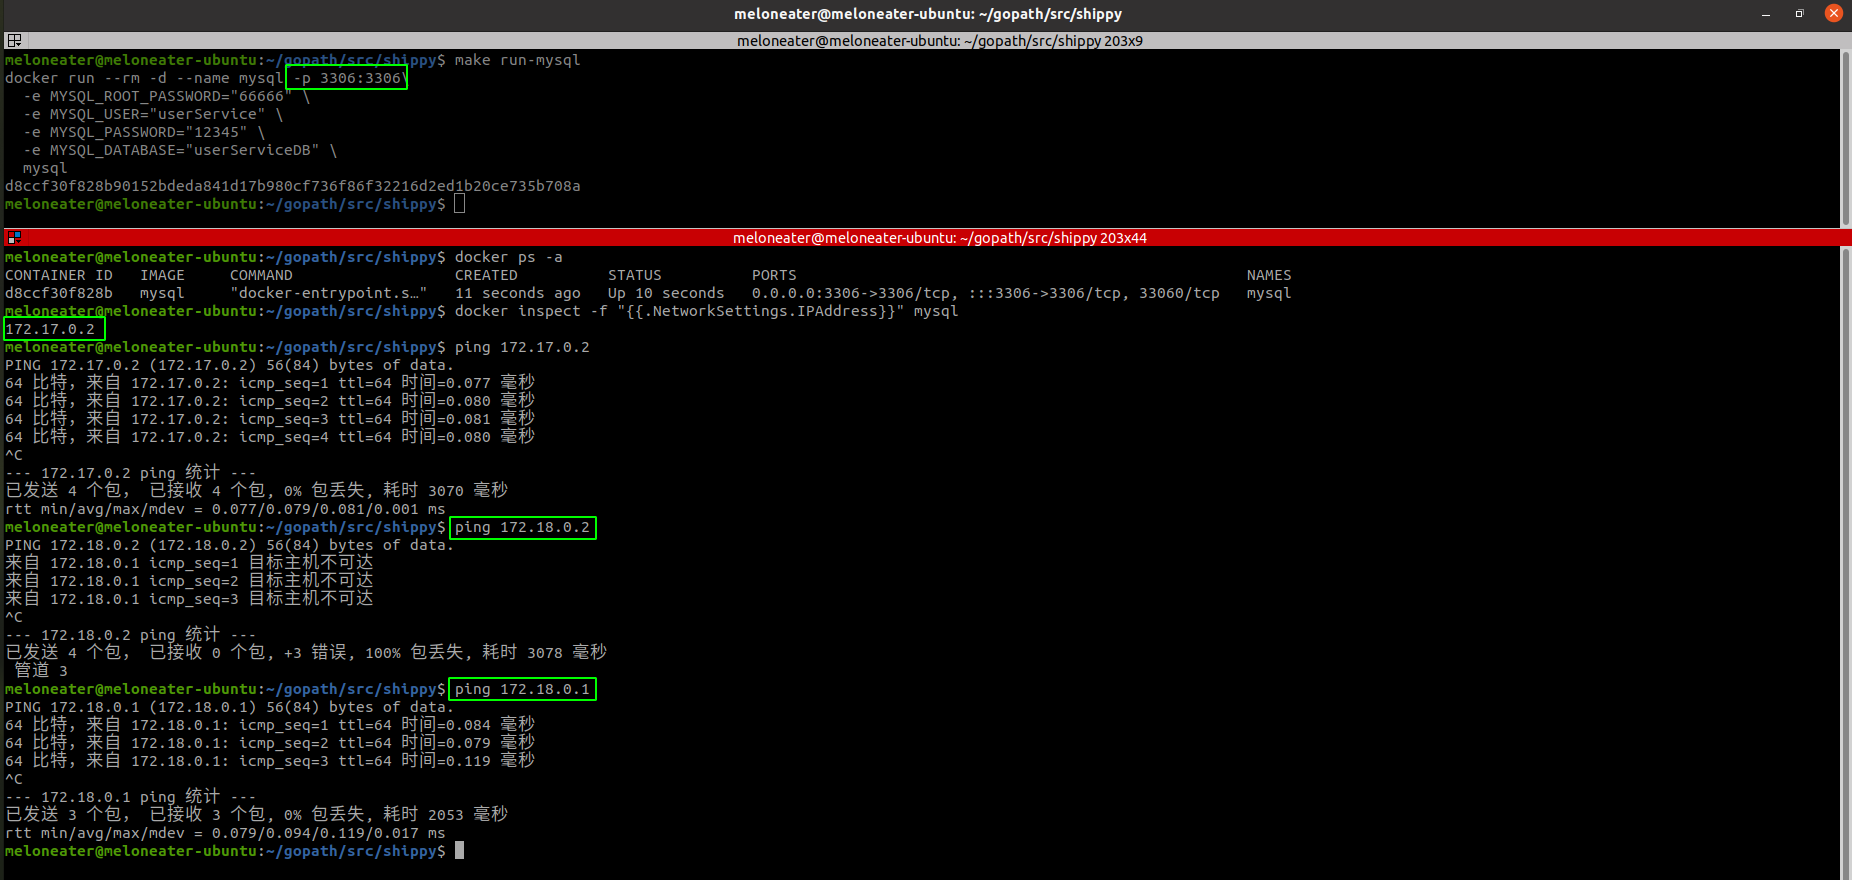 meloneater@meloneater-ubuntu: ~/gopath/src/shippy
meloneater@meloneater-ubuntu: ~/gopath/src/shippy 203x9
meloneater@meloneater-ubuntu:~/gopath/src/shippy$ make run-mysql
docker run --rm -d --name mysql -p 3306:3306\
-e MYSQL_ROOT_PASSWORD="66666" \
-e MYSQL_USER="userService" \
-e MYSQL_PASSWORD="12345" \
-e MYSQL_DATABASE="userServiceDB" \
mysql
d8ccf30f828b90152bdeda841d17b980cf736f86f32216d2ed1b20ce735b708a
meloneater@meloneater-ubuntu:~/gopath/src/shippy$
meloneater@meloneater-ubuntu: ~/gopath/src/shippy 203x44
meloneater@meloneater-ubuntu:~/gopath/src/shippy$ docker ps -a
CONTAINER ID IMAGE COMMAND CREATED STATUS PORTS NAMES
d8ccf30f828b mysql "docker-entrypoint.s…" 11 seconds ago Up 10 seconds 0.0.0.0:3306->3306/tcp, :::3306->3306/tcp, 33060/tcp mysql
meloneater@meloneater-ubuntu:~/gopath/src/shippy$ docker inspect -f "{{.NetworkSettings.IPAddress}}" mysql
172.17.0.2
meloneater@meloneater-ubuntu:~/gopath/src/shippy$ ping 172.17.0.2
PING 172.17.0.2 (172.17.0.2) 56(84) bytes of data.
64 比特，来自 172.17.0.2: icmp_seq=1 ttl=64 时间=0.077 毫秒
64 比特，来自 172.17.0.2: icmp_seq=2 ttl=64 时间=0.080 毫秒
64 比特，来自 172.17.0.2: icmp_seq=3 ttl=64 时间=0.081 毫秒
64 比特，来自 172.17.0.2: icmp_seq=4 ttl=64 时间=0.080 毫秒
^C
--- 172.17.0.2 ping 统计 ---
已发送 4 个包， 已接收 4 个包, 0% 包丢失, 耗时 3070 毫秒
rtt min/avg/max/mdev = 0.077/0.079/0.081/0.001 ms
meloneater@meloneater-ubuntu:~/gopath/src/shippy$ ping 172.18.0.2
PING 172.18.0.2 (172.18.0.2) 56(84) bytes of data.
来自 172.18.0.1 icmp_seq=1 目标主机不可达
来自 172.18.0.1 icmp_seq=2 目标主机不可达
来自 172.18.0.1 icmp_seq=3 目标主机不可达
^C
--- 172.18.0.2 ping 统计 ---
已发送 4 个包， 已接收 0 个包, +3 错误, 100% 包丢失, 耗时 3078 毫秒
管道 3
meloneater@meloneater-ubuntu:~/gopath/src/shippy$ ping 172.18.0.1
PING 172.18.0.1 (172.18.0.1) 56(84) bytes of data.
64 比特，来自 172.18.0.1: icmp_seq=1 ttl=64 时间=0.084 毫秒
64 比特，来自 172.18.0.1: icmp_seq=2 ttl=64 时间=0.079 毫秒
64 比特，来自 172.18.0.1: icmp_seq=3 ttl=64 时间=0.119 毫秒
^C
--- 172.18.0.1 ping 统计 ---
已发送 3 个包， 已接收 3 个包, 0% 包丢失, 耗时 2053 毫秒
rtt min/avg/max/mdev = 0.079/0.094/0.119/0.017 ms
meloneater@meloneater-ubuntu:~/gopath/src/shippy$